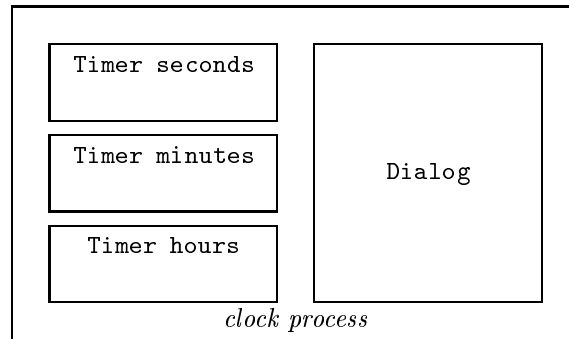 Timer seconds
Timer minutes
Timer hours
Dialog
clock process